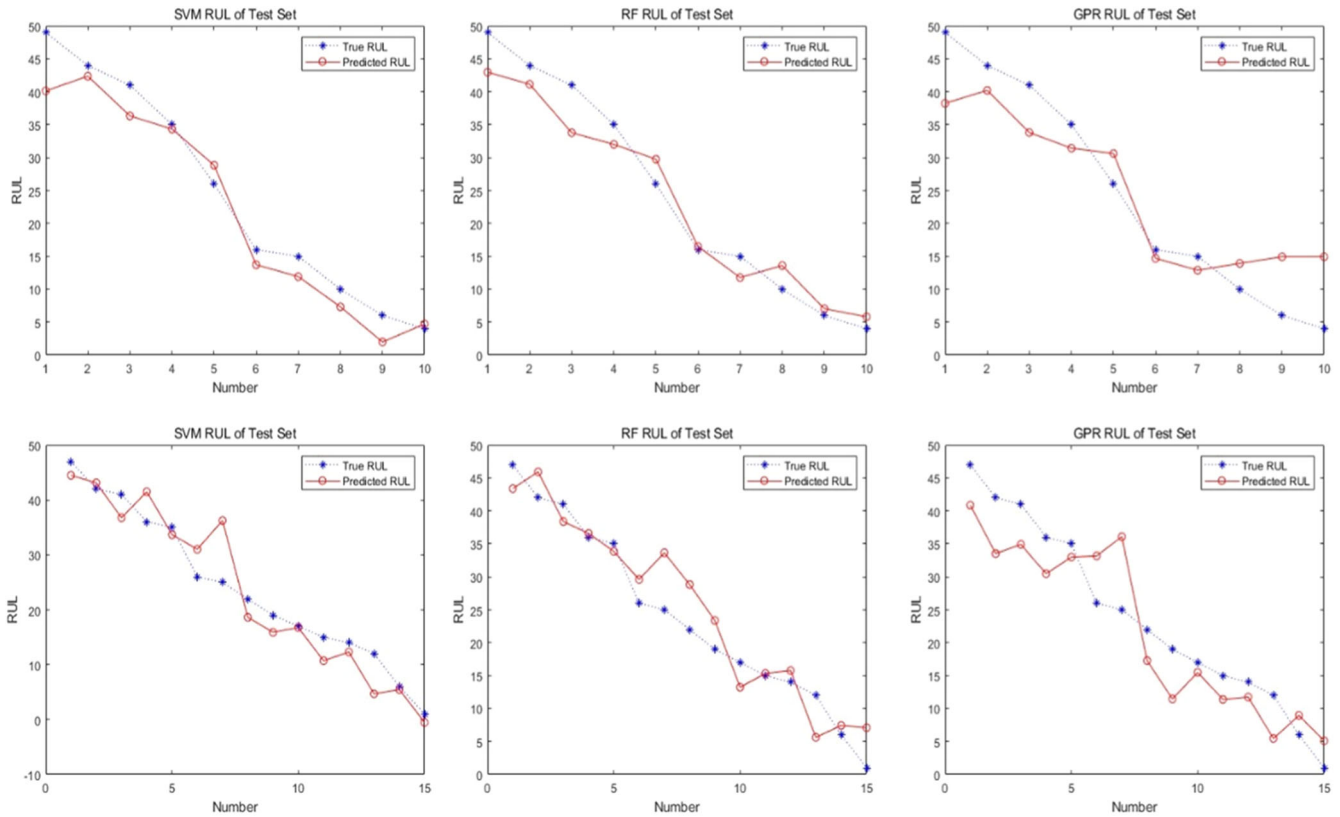 SVM RUL of Test Set
50
45
40
35
30
25
20
15
10
5
0
RUL
True RUL
Predicted RUL
1 2 3 4 5 6 7 8 9 10
Number
RF RUL of Test Set
50
45
40
35
30
25
20
15
10
5
0
RUL
True RUL
Predicted RUL
1 2 3 4 5 6 7 8 9 10
Number
GPR RUL of Test Set
50
45
40
35
30
25
20
15
10
5
0
RUL
True RUL
Predicted RUL
1 2 3 4 5 6 7 8 9 10
Number
SVM RUL of Test Set
50
40
30
20
10
0
-10
RUL
True RUL
Predicted RUL
0 5 10 15
Number
RF RUL of Test Set
50
45
40
35
30
25
20
15
10
5
0
RUL
True RUL
Predicted RUL
0 5 10 15
Number
GPR RUL of Test Set
50
45
40
35
30
25
20
15
10
5
0
RUL
True RUL
Predicted RUL
0 5 10 15
Number